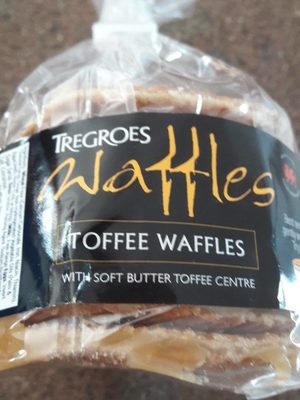 TREGROES
Waffles
TOFFEE WAFFLES
WITH SOFT BUTTER TOFFEE CENTRE